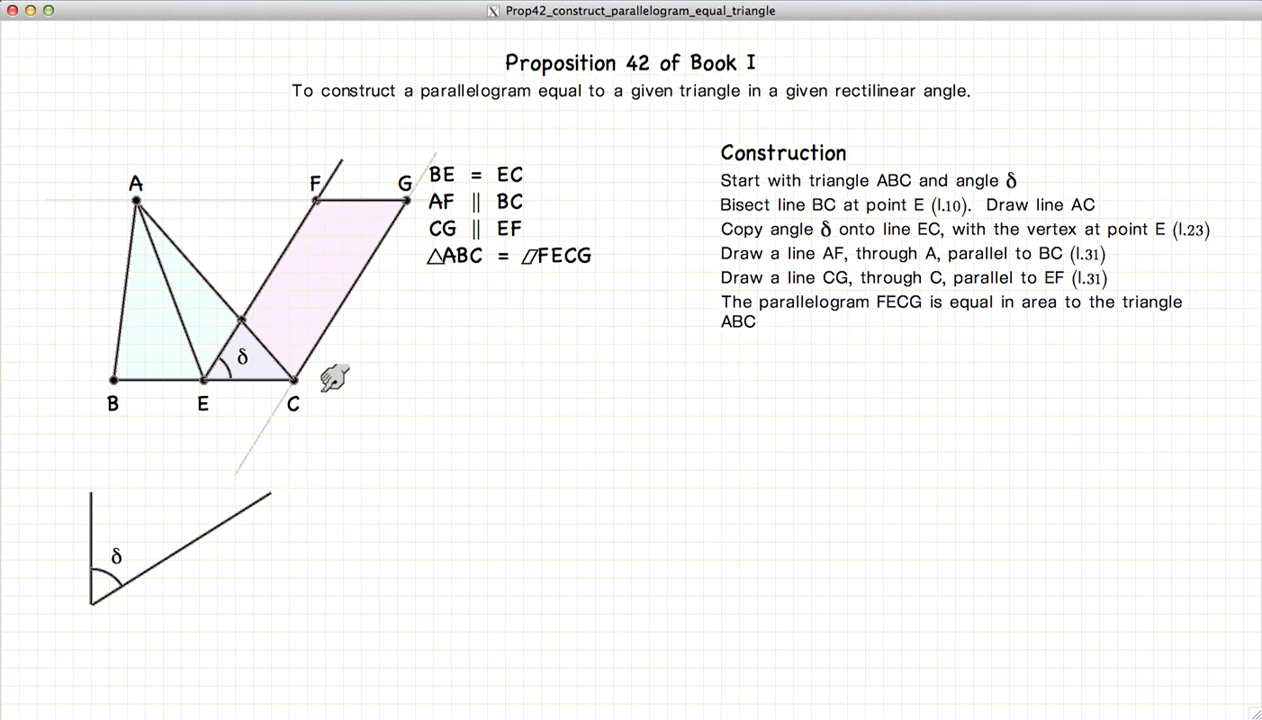 Prop42_construct_parallelogram_equal_triangle
Proposition 42 of Book I
To construct a parallelogram equal to a given triangle in a given rectilinear angle.
A
F
G
B
E
C
δ
BE = EC
AF || BC
CG || EF
△ABC = ▱FECG
Construction
Start with triangle ABC and angle δ
Bisect line BC at point E (I.10). Draw line AC
Copy angle δ onto line EC, with the vertex at point E (I.23)
Draw a line AF, through A, parallel to BC (I.31)
Draw a line CG, through C, parallel to EF (I.31)
The parallelogram FECG is equal in area to the triangle
ABC
δ